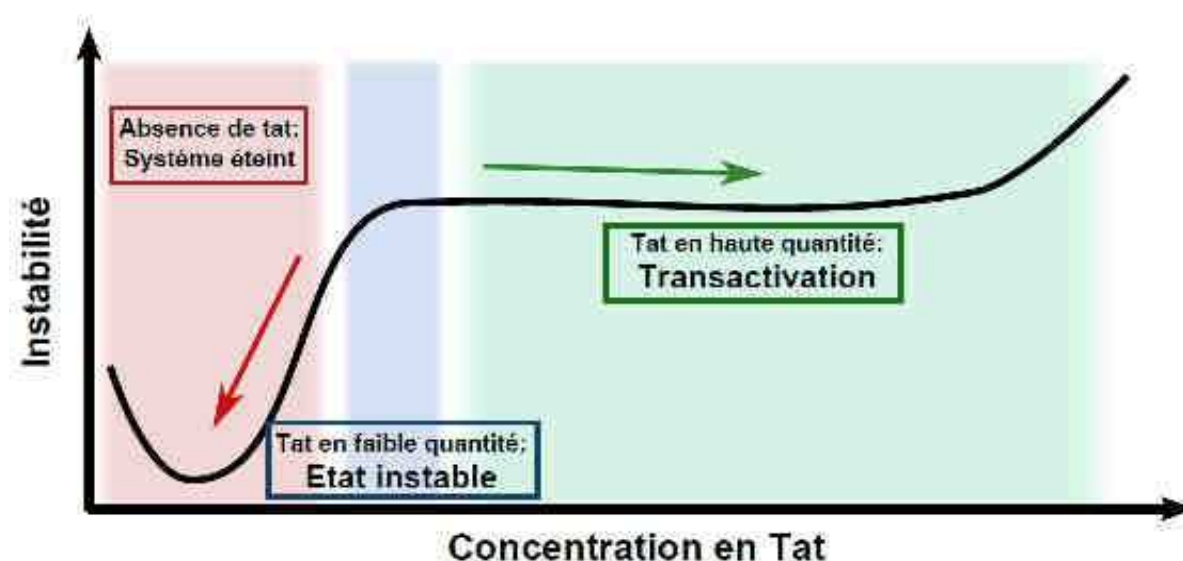 Absence de tat:
Système éteint
Instabilité
Tat en haute quantité:
Transactivation
Tat en faible quantité:
Etat instable
Concentration en Tat